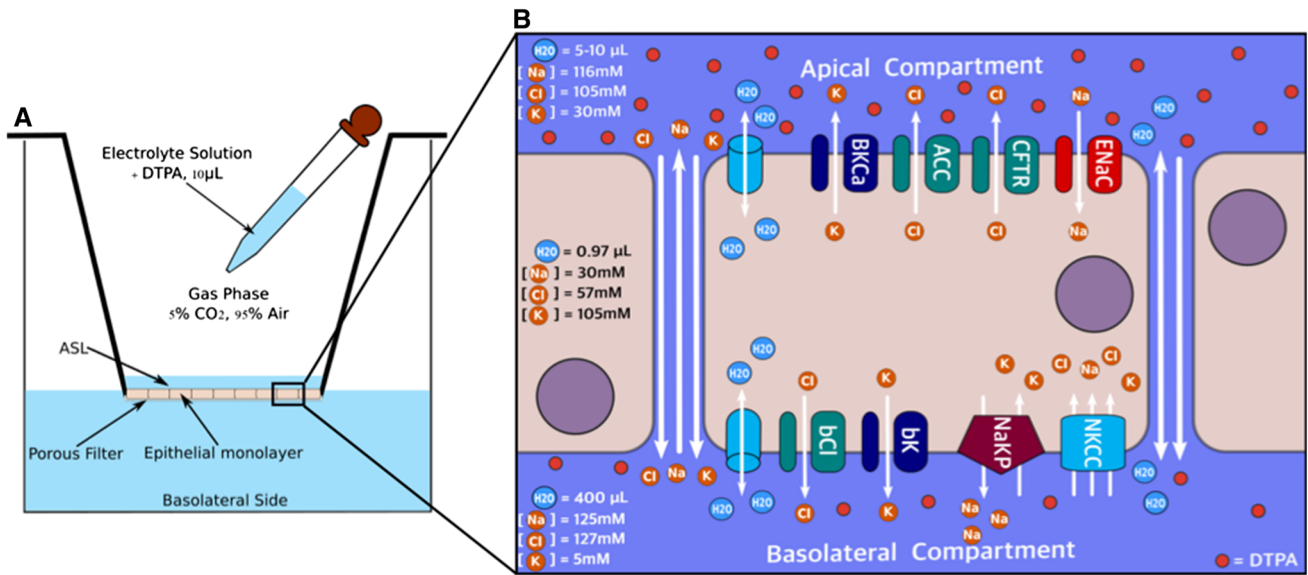 A
Electrolyte Solution
+ DTPA, 10µL
Gas Phase
5% CO2, 95% Air
ASL
Porous Filter
Epithelial monolayer
Basolateral Side
B
H2O = 5-10 µL
[ Na ] = 116mM
[ Cl ] = 105mM
[ K ] = 30mM
Apical Compartment
Cl Na K
H2O
H2O
K Cl Cl Na
H2O
H2O
BKCa ACC CFTR ENaC
H2O
H2O
K Cl Cl Na
H2O = 0.97 µL
[ Na ] = 30mM
[ Cl ] = 57mM
[ K ] = 105mM
H2O
H2O
Cl K
K K Cl Na Cl K
bCl bK NaKP NKCC
Cl Na K
H2O H2O
Cl K
Na Na Na
H2O
H2O
H2O = 400 µL
[ Na ] = 125mM
[ Cl ] = 127mM
[ K ] = 5mM
Basolateral Compartment
= DTPA